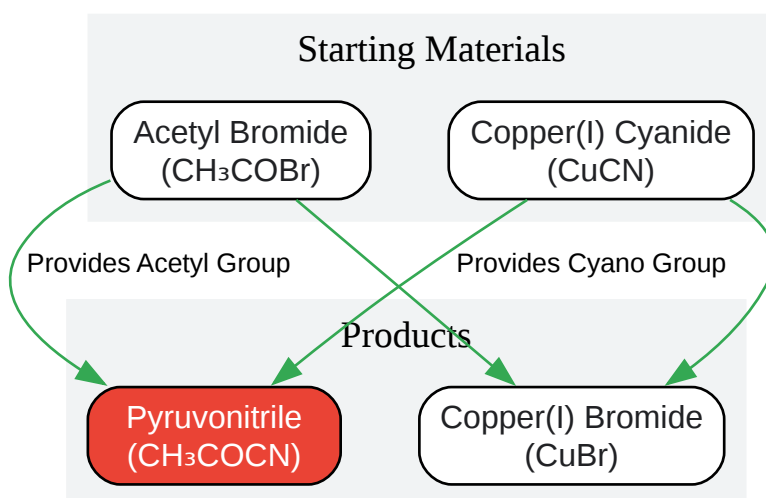 Starting Materials
Acetyl Bromide
(CH₃COBr)
Copper(I) Cyanide
(CuCN)
Provides Acetyl Group
Provides Cyano Group
Products
Pyruvonitrile
(CH₃COCN)
Copper(I) Bromide
(CuBr)